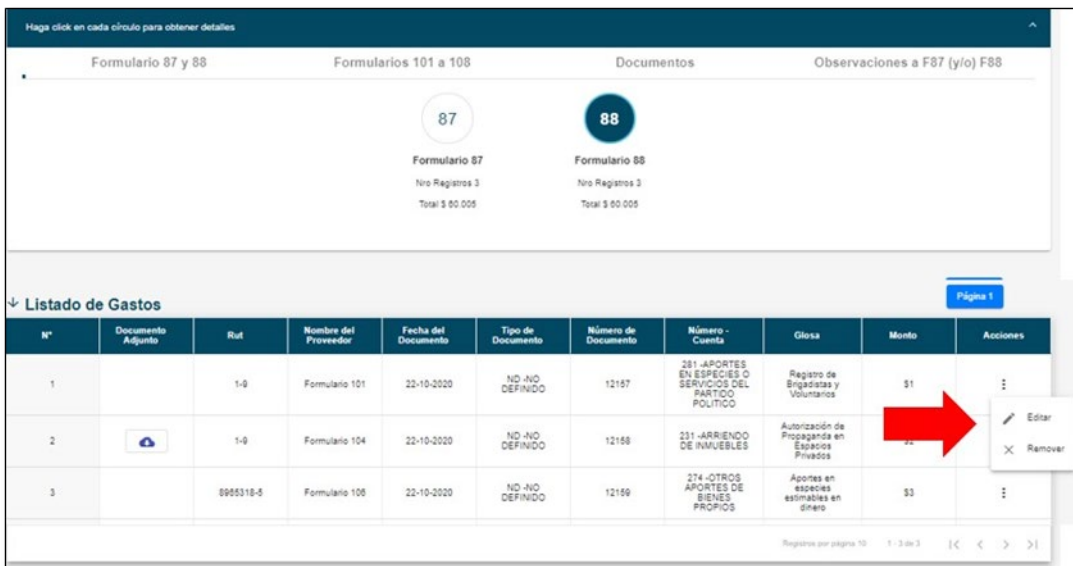 Haga click en cada círculo para obtener detalles
Formulario 87 y 88
Formularios 101 a 108
Documentos
Observaciones a F87 (y/o) F88
87
88
Formulario 87
Formulario 88
Nro Registros 3
Nro Registros 3
Total $ 60.005
Total $ 60.005
Listado de Gastos
Página 1
N° Documento Adjunto Rut Nombre del Proveedor Fecha del Documento Tipo de Documento Número de Documento Número - Cuenta Glosa Monto Acciones
1 1-9 Formulario 101 22-10-2020 ND -NO DEFINIDO 12157 281 -APORTES EN ESPECIES O SERVICIOS DEL PARTIDO POLITICO Registro de Brigadistas y Voluntarios $1
Editar
Remover
2 1-9 Formulario 104 22-10-2020 ND -NO DEFINIDO 12158 231 -ARRIENDO DE INMUEBLES Autorización de Propaganda en Espacios Privados
3 8965318-5 Formulario 106 22-10-2020 ND -NO DEFINIDO 12159 274 -OTROS APORTES DE BIENES PROPIOS Aportes en especies estimables en dinero $3
Registros por página 10 1 - 3 de 3